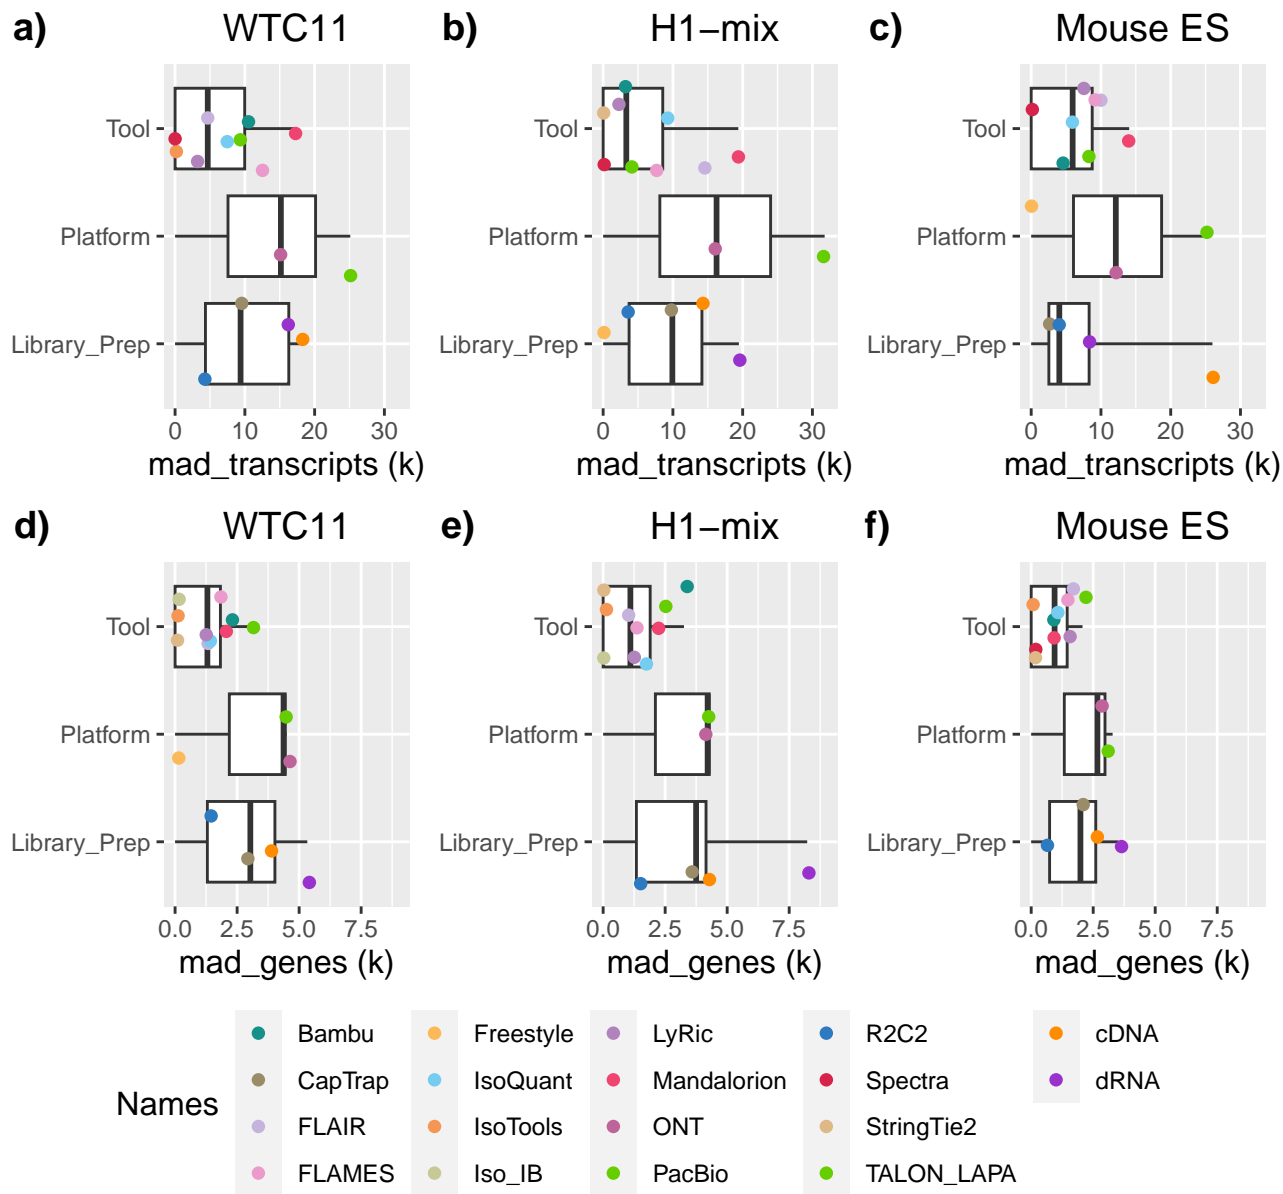 a) WTC11 b) H1−mix c) Mouse ES
Tool Tool Tool
Platform Platform Platform
Library_Prep Library_Prep Library_Prep
0 10 20 30 0 10 20 30 0 10 20 30
mad_transcripts (k) mad_transcripts (k) mad_transcripts (k)
d) WTC11 e) H1−mix f) Mouse ES
Tool Tool Tool
Platform Platform Platform
Library_Prep Library_Prep Library_Prep
0.0 2.5 5.0 7.5 0.0 2.5 5.0 7.5 0.0 2.5 5.0 7.5
mad_genes (k) mad_genes (k) mad_genes (k)
Names
Bambu Freestyle LyRic R2C2 cDNA
CapTrap IsoQuant Mandalorion Spectra dRNA
FLAIR IsoTools ONT StringTie2
FLAMES Iso_IB PacBio TALON_LAPA